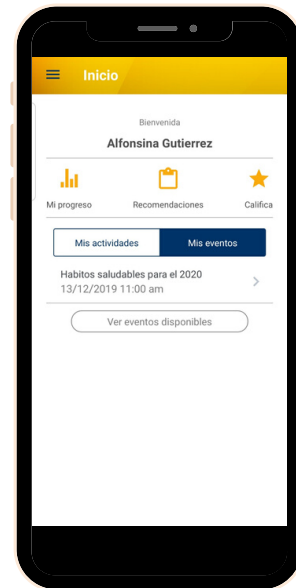 Inicio
Bienvenida
Alfonsina Gutierrez
Mi progreso Recomendaciones Califica
Mis actividades Mis eventos
Habitos saludables para el 2020
13/12/2019 11:00 am
Ver eventos disponibles